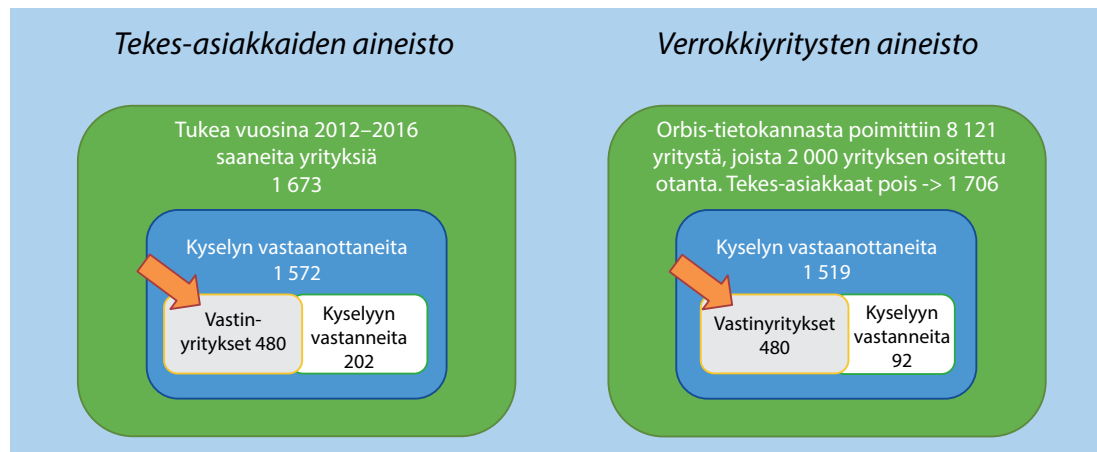 Tekes-asiakkaiden aineisto
Tukea vuosina 2012–2016
saaneita yrityksiä
1 673
Kyselyn vastaanottaneita
1 572
Vastin-
yritykset 480
Kyselyyn
vastanneita
202
Verrokkiyritysten aineisto
Orbis-tietokannasta poimittiin 8 121
yritystä, joista 2 000 yrityksen ositettu
otanta. Tekes-asiakkaat pois -> 1 706
Kyselyn vastaanottaneita
1 519
Vastinyritykset
480
Kyselyyn
vastanneita
92